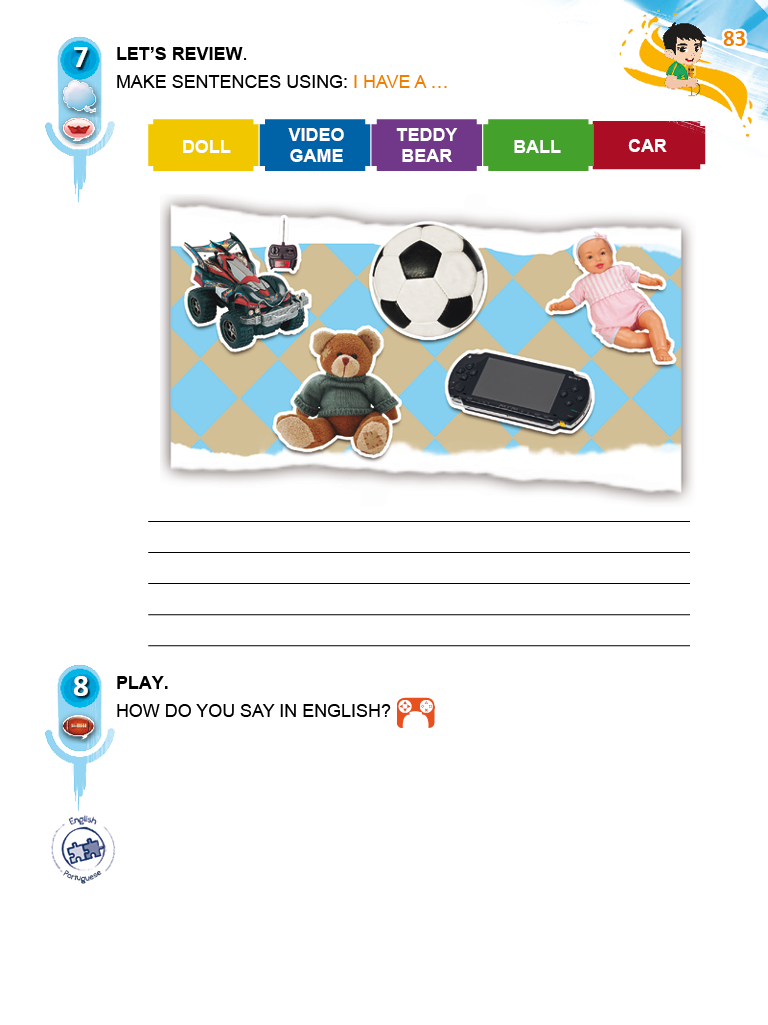 83
7
LET'S REVIEW.
MAKE SENTENCES USING: I HAVE A ...
DOLL
VIDEO
GAME
TEDDY
BEAR
BALL
CAR
8
PLAY.
HOW DO YOU SAY IN ENGLISH?
English
Portuguese